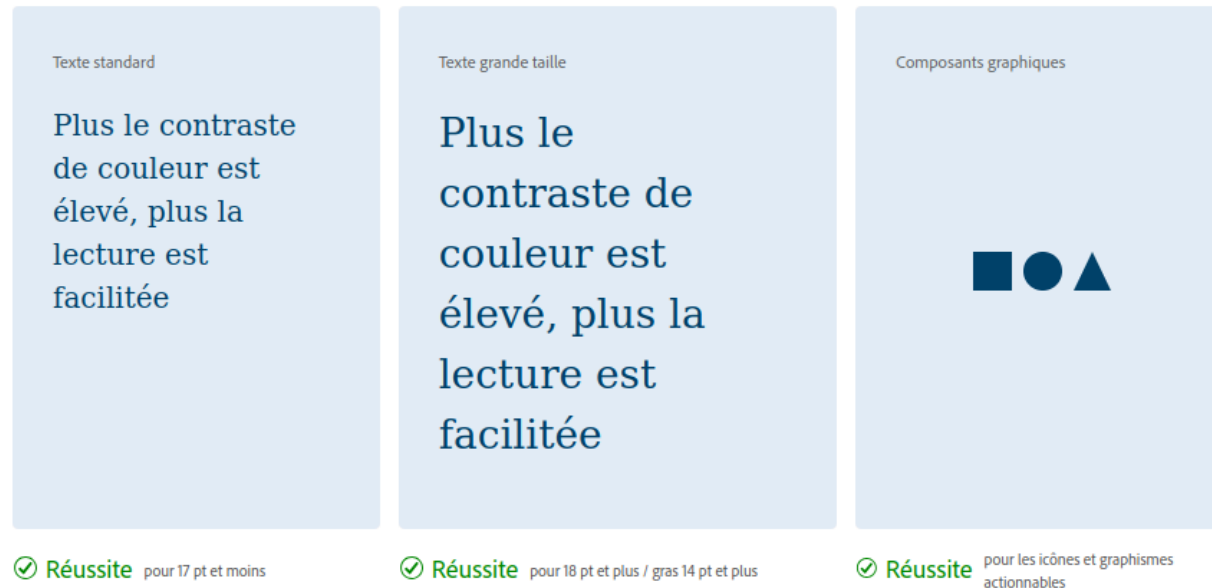 Texte standard
Plus le contraste
de couleur est
élevé, plus la
lecture est
facilitée
Réussite pour 17 pt et moins
Texte grande taille
Plus le
contraste de
couleur est
élevé, plus la
lecture est
facilitée
Réussite pour 18 pt et plus / gras 14 pt et plus
Composants graphiques
Réussite pour les icônes et graphismes
actionnables